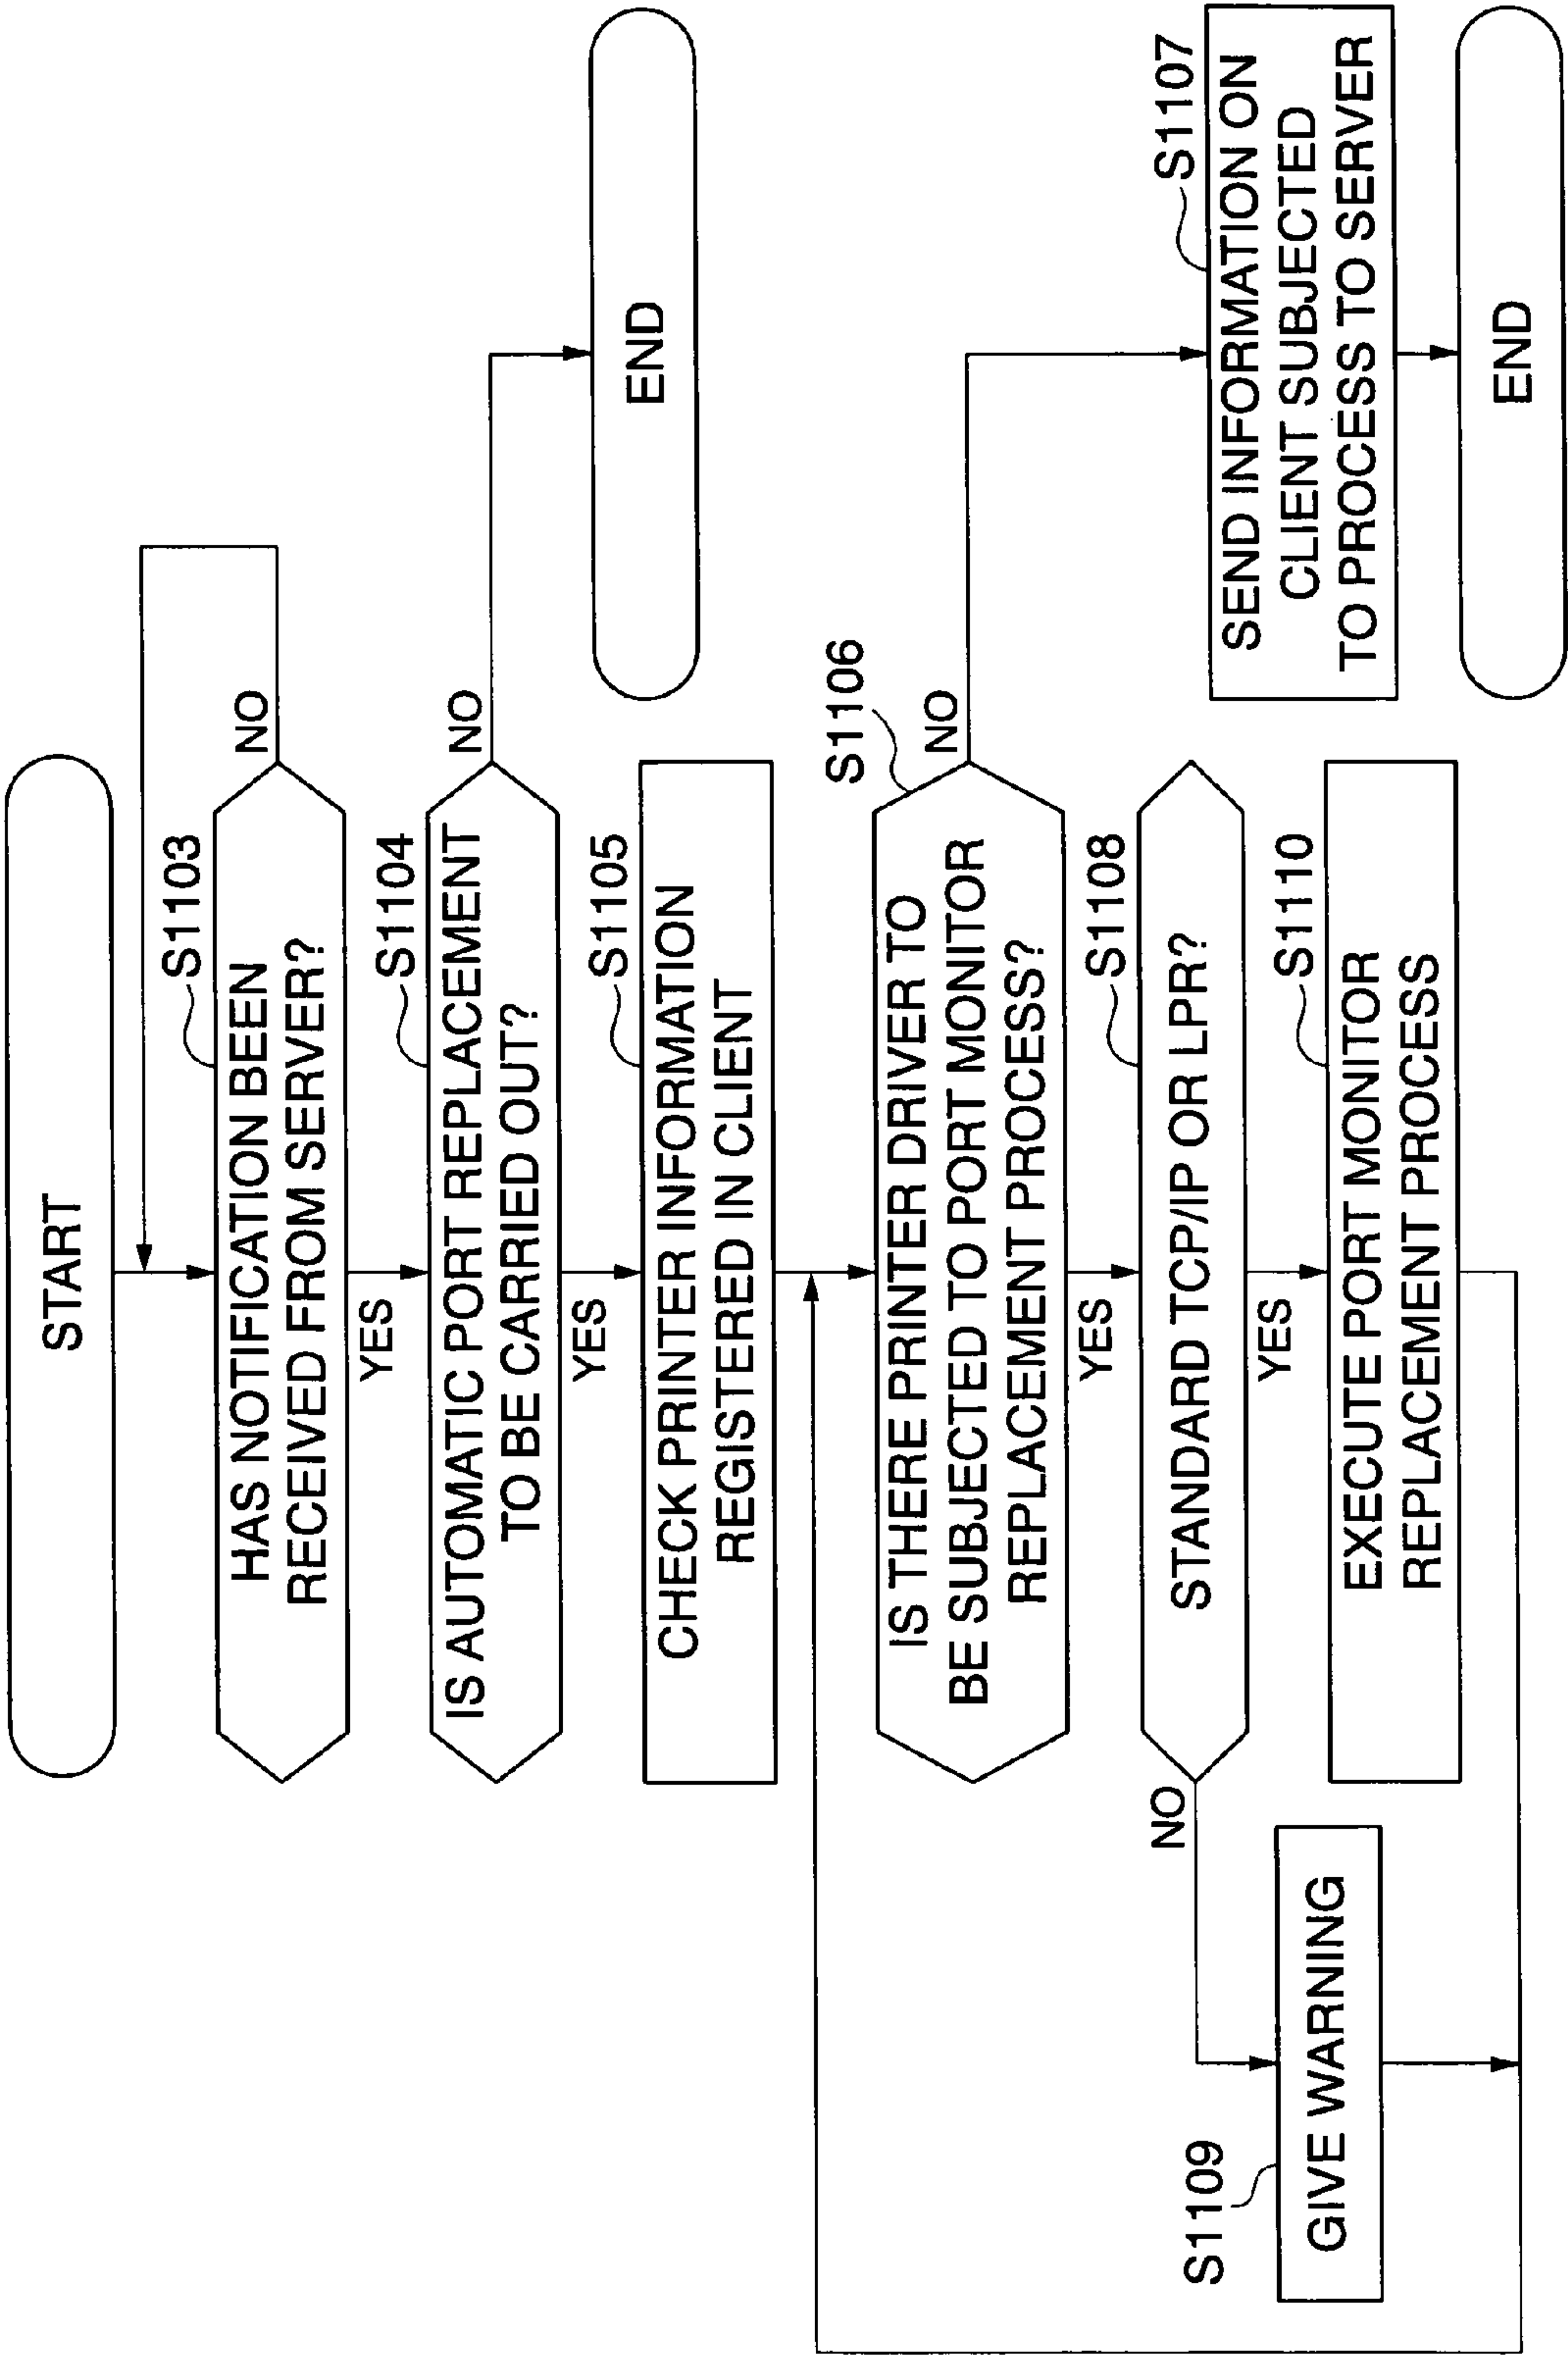 START
S1103
HAS NOTIFICATION BEEN
RECEIVED FROM SERVER?
NO
YES
S1104
IS AUTOMATIC PORT REPLACEMENT
TO BE CARRIED OUT?
NO
END
YES
S1105
CHECK PRINTER INFORMATION
REGISTERED IN CLIENT
S1106
IS THERE PRINTER DRIVER TO
BE SUBJECTED TO PORT MONITOR
REPLACEMENT PROCESS?
NO
YES
S1107
SEND INFORMATION ON
CLIENT SUBJECTED
TO PROCESS TO SERVER
END
S1108
STANDARD TCP/IP OR LPR?
NO
YES
S1109
GIVE WARNING
S1110
EXECUTE PORT MONITOR
REPLACEMENT PROCESS